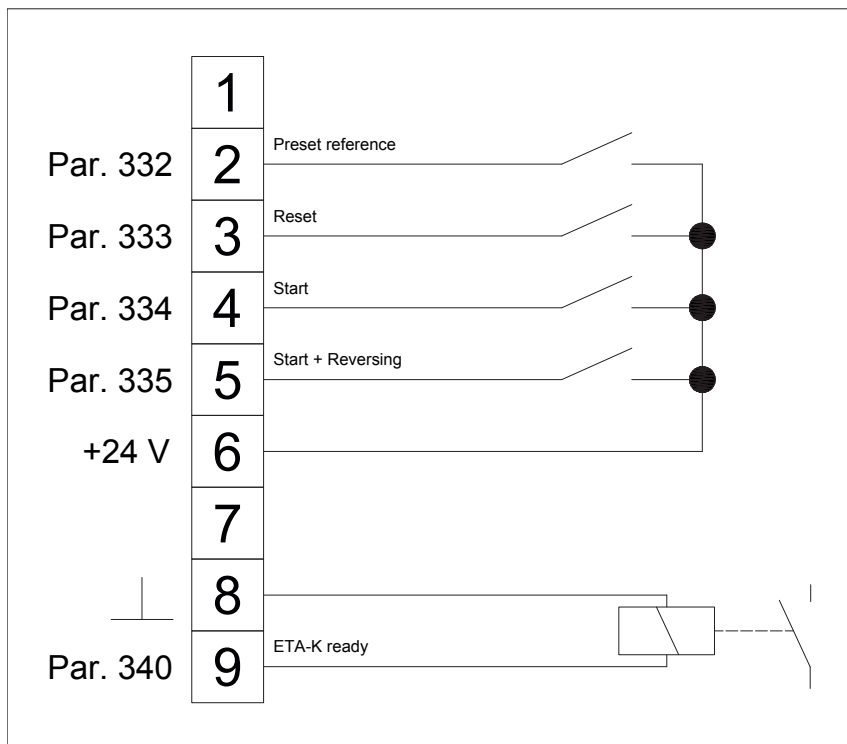 1
Par. 332 2 Preset reference
Par. 333 3 Reset
Par. 334 4 Start
Par. 335 5 Start + Reversing
+24 V 6
7
8
Par. 340 9 ETA-K ready